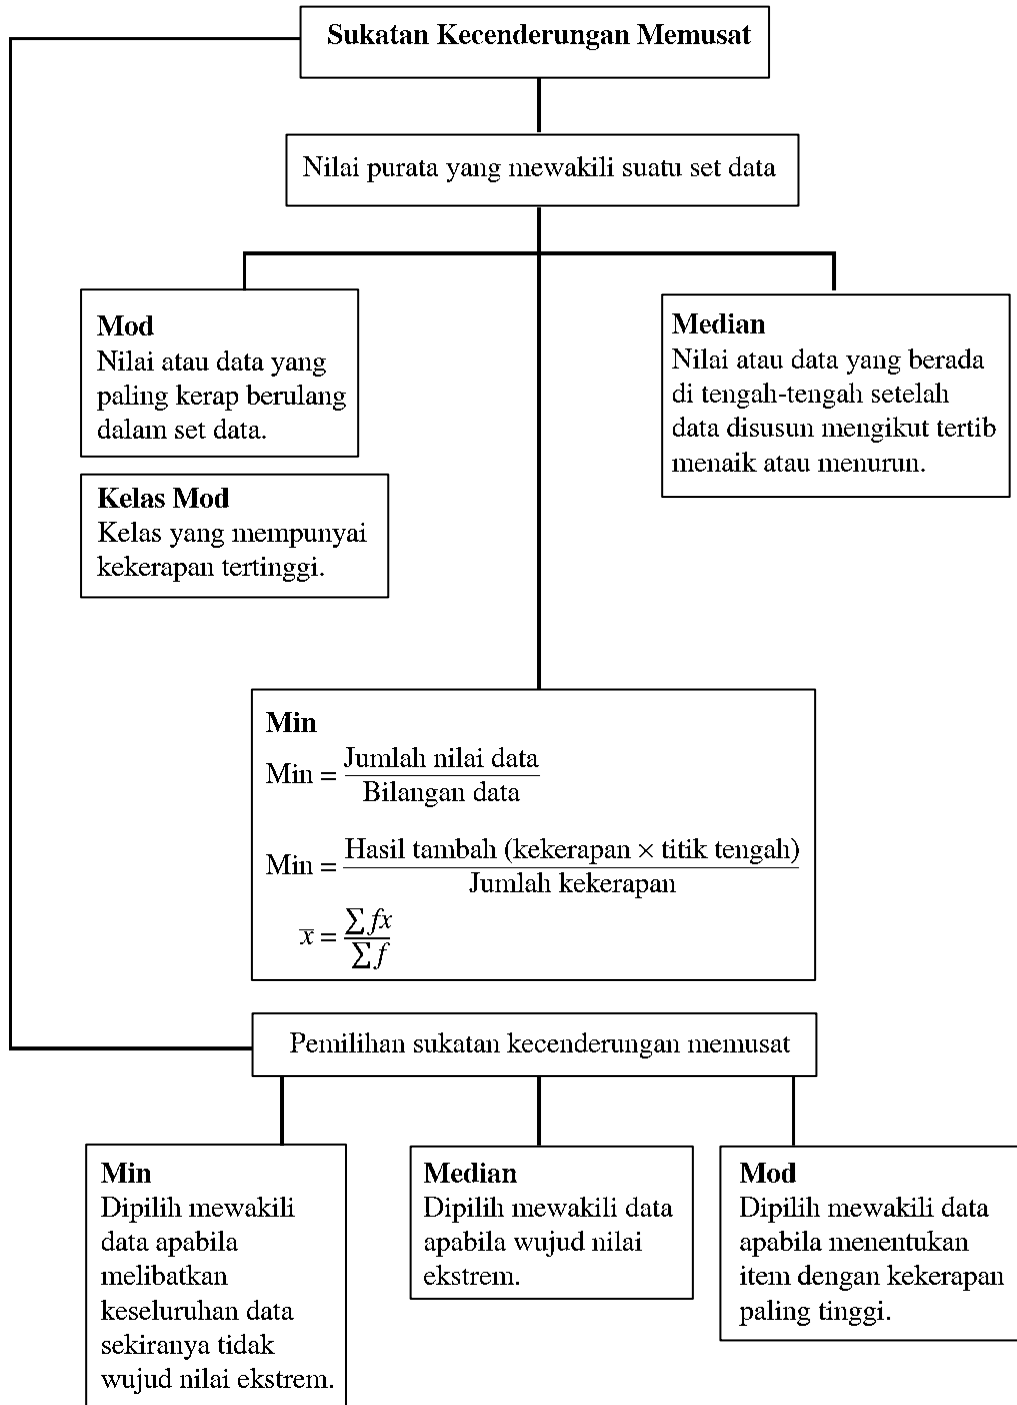 Sukatan Kecenderungan Memusat
Nilai purata yang mewakili suatu set data
Mod
Nilai atau data yang
paling kerap berulang
dalam set data.
Kelas Mod
Kelas yang mempunyai
kekerapan tertinggi.
Median
Nilai atau data yang berada
di tengah-tengah setelah
data disusun mengikut tertib
menaik atau menurun.
Min
Min = Jumlah nilai data / Bilangan data
Min = Hasil tambah (kekerapan × titik tengah) / Jumlah kekerapan
x̄ = ∑ fx / ∑ f
Pemilihan sukatan kecenderungan memusat
Min
Dipilih mewakili
data apabila
melibatkan
keseluruhan data
sekiranya tidak
wujud nilai ekstrem.
Median
Dipilih mewakili data
apabila wujud nilai
ekstrem.
Mod
Dipilih mewakili data
apabila menentukan
item dengan kekerapan
paling tinggi.